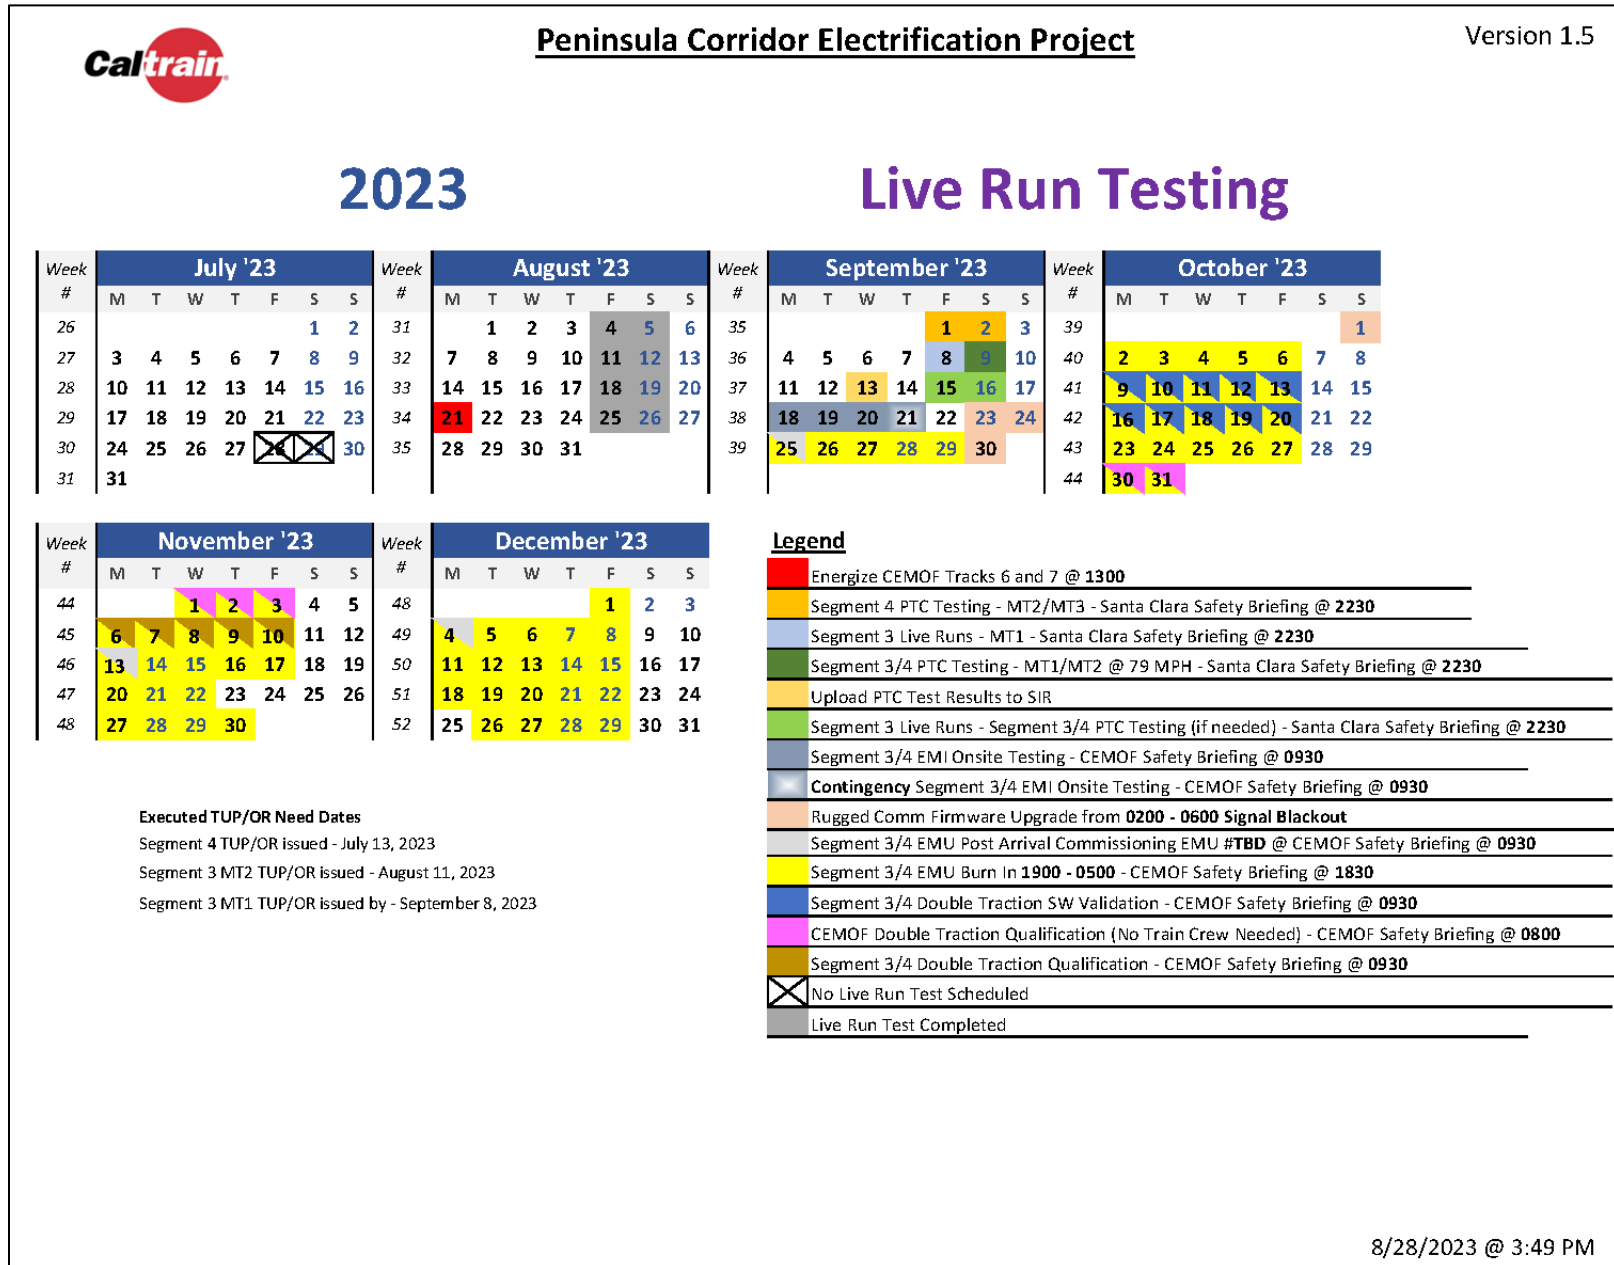 Caltrain
Peninsula Corridor Electrification Project
Version 1.5
2023
Live Run Testing
Week # July '23 Week # August '23 Week # September '23 Week # October '23
M T W T F S S M T W T F S S M T W T F S S M T W T F S S
26 1 2 31 1 2 3 4 5 6 35 1 2 3 39 1
27 3 4 5 6 7 8 9 32 7 8 9 10 11 12 13 36 4 5 6 7 8 9 10 40 2 3 4 5 6 7 8
28 10 11 12 13 14 15 16 33 14 15 16 17 18 19 20 37 11 12 13 14 15 16 17 41 9 10 11 12 13 14 15
29 17 18 19 20 21 22 23 34 21 22 23 24 25 26 27 38 18 19 20 21 22 23 24 42 16 17 18 19 20 21 22
30 24 25 26 27 28 29 30 35 28 29 30 31 39 25 26 27 28 29 30 43 23 24 25 26 27 28 29
31 31 44 30 31
Week # November '23 Week # December '23
M T W T F S S M T W T F S S
44 1 2 3 4 5 48 1 2 3
45 6 7 8 9 10 11 12 49 4 5 6 7 8 9 10
46 13 14 15 16 17 18 19 50 11 12 13 14 15 16 17
47 20 21 22 23 24 25 26 51 18 19 20 21 22 23 24
48 27 28 29 30 52 25 26 27 28 29 30 31
Legend
Energize CEMOF Tracks 6 and 7 @ 1300
Segment 4 PTC Testing - MT2/MT3 - Santa Clara Safety Briefing @ 2230
Segment 3 Live Runs - MT1 - Santa Clara Safety Briefing @ 2230
Segment 3/4 PTC Testing - MT1/MT2 @ 79 MPH - Santa Clara Safety Briefing @ 2230
Upload PTC Test Results to SIR
Segment 3 Live Runs - Segment 3/4 PTC Testing (if needed) - Santa Clara Safety Briefing @ 2230
Segment 3/4 EMI Onsite Testing - CEMOF Safety Briefing @ 0930
Contingency Segment 3/4 EMI Onsite Testing - CEMOF Safety Briefing @ 0930
Rugged Comm Firmware Upgrade from 0200 - 0600 Signal Blackout
Segment 3/4 EMU Post Arrival Commissioning EMU #TBD @ CEMOF Safety Briefing @ 0930
Segment 3/4 EMU Burn In 1900 - 0500 - CEMOF Safety Briefing @ 1830
Segment 3/4 Double Traction SW Validation - CEMOF Safety Briefing @ 0930
CEMOF Double Traction Qualification (No Train Crew Needed) - CEMOF Safety Briefing @ 0800
Segment 3/4 Double Traction Qualification - CEMOF Safety Briefing @ 0930
No Live Run Test Scheduled
Live Run Test Completed
Executed TUP/OR Need Dates
Segment 4 TUP/OR issued - July 13, 2023
Segment 3 MT2 TUP/OR issued - August 11, 2023
Segment 3 MT1 TUP/OR issued by - September 8, 2023
8/28/2023 @ 3:49 PM